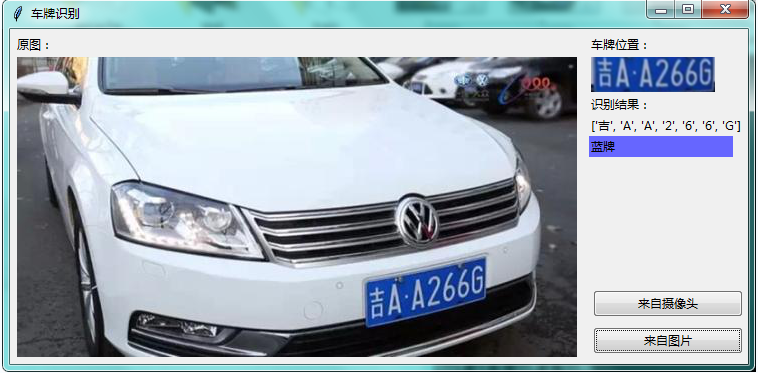 车牌识别
原图：
车牌位置：
吉A·A266G
识别结果：
['吉', 'A', 'A', '2', '6', '6', 'G']
蓝牌
吉A·A266G
来自摄像头
来自图片